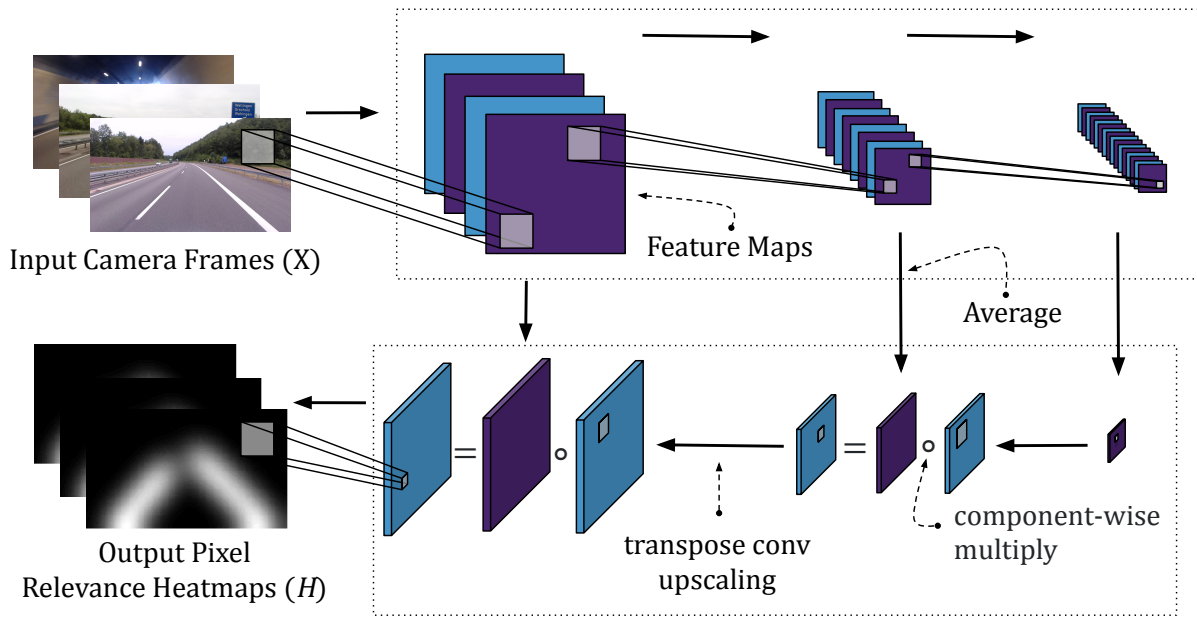 Input Camera Frames (X)
Feature Maps
Average
=
∘
=
∘
transpose conv
upscaling
component-wise
multiply
Output Pixel
Relevance Heatmaps (H)